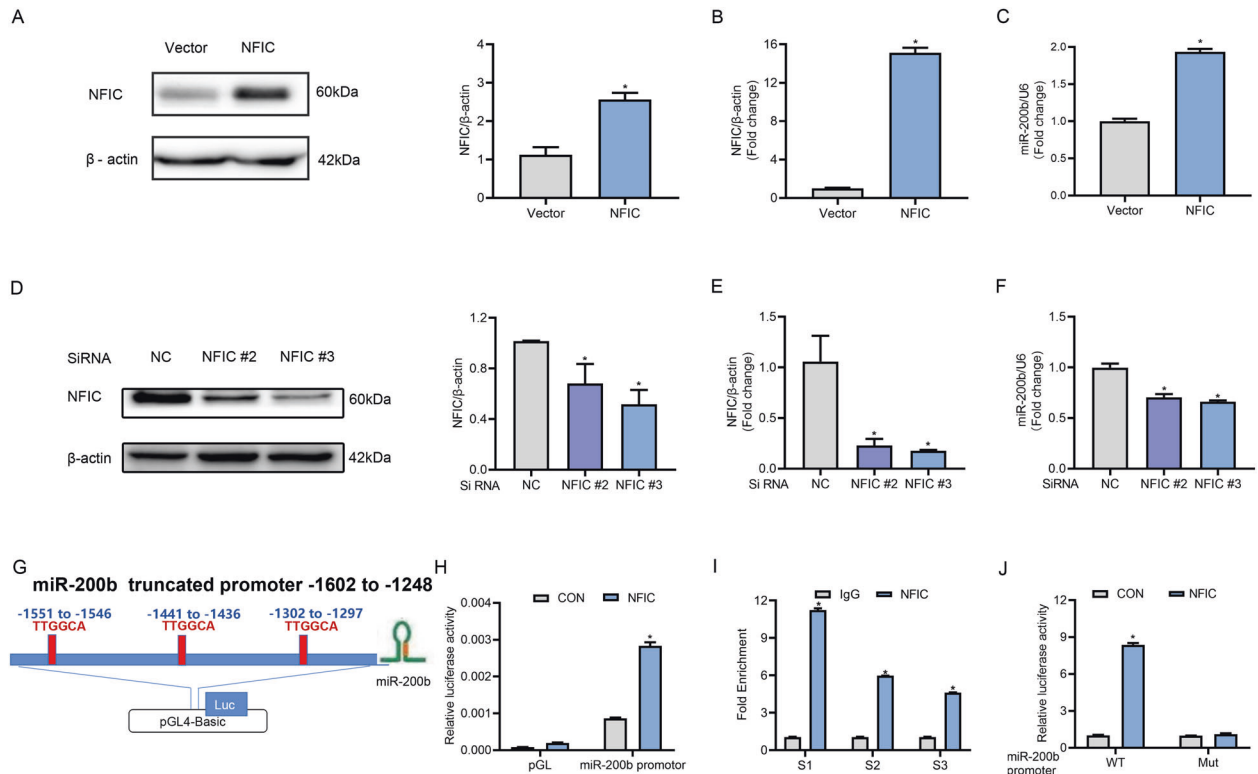 A
Vector NFIC
NFIC
60kDa
β - actin
42kDa
NFIC/β-actin
4
3
2
1
0
Vector NFIC
*
B
NFIC/β-actin
(Fold change)
16
12
8
4
0
Vector NFIC
*
C
miR-200b/U6
(Fold change)
2.0
1.5
1.0
0.5
0.0
Vector NFIC
*
D
SiRNA NC NFIC #2 NFIC #3
NFIC
60kDa
β-actin
42kDa
NFIC/β-actin
1.2
0.8
0.4
0.0
* *
Si RNA NC NFIC #2 NFIC #3
E
NFIC/β-actin
(Fold change)
1.5
1.0
0.5
0.0
* *
Si RNA NC NFIC #2 NFIC #3
F
miR-200b/U6
(Fold change)
1.5
1.0
0.5
0.0
* *
SiRNA NC NFIC #2 NFIC #3
G
miR-200b truncated promoter -1602 to -1248
-1551 to -1546 -1441 to -1436 -1302 to -1297
TTGGCA TTGGCA TTGGCA
miR-200b
Luc
pGL4-Basic
H
CON NFIC
Relative luciferase activity
0.004
0.003
0.002
0.001
0.000
*
pGL miR-200b promotor
I
IgG NFIC
Fold Enrichment
12
9
6
3
0
* * *
S1 S2 S3
J
CON NFIC
Relative luciferase activity
12
9
6
3
0
*
miR-200b
promoter
WT Mut